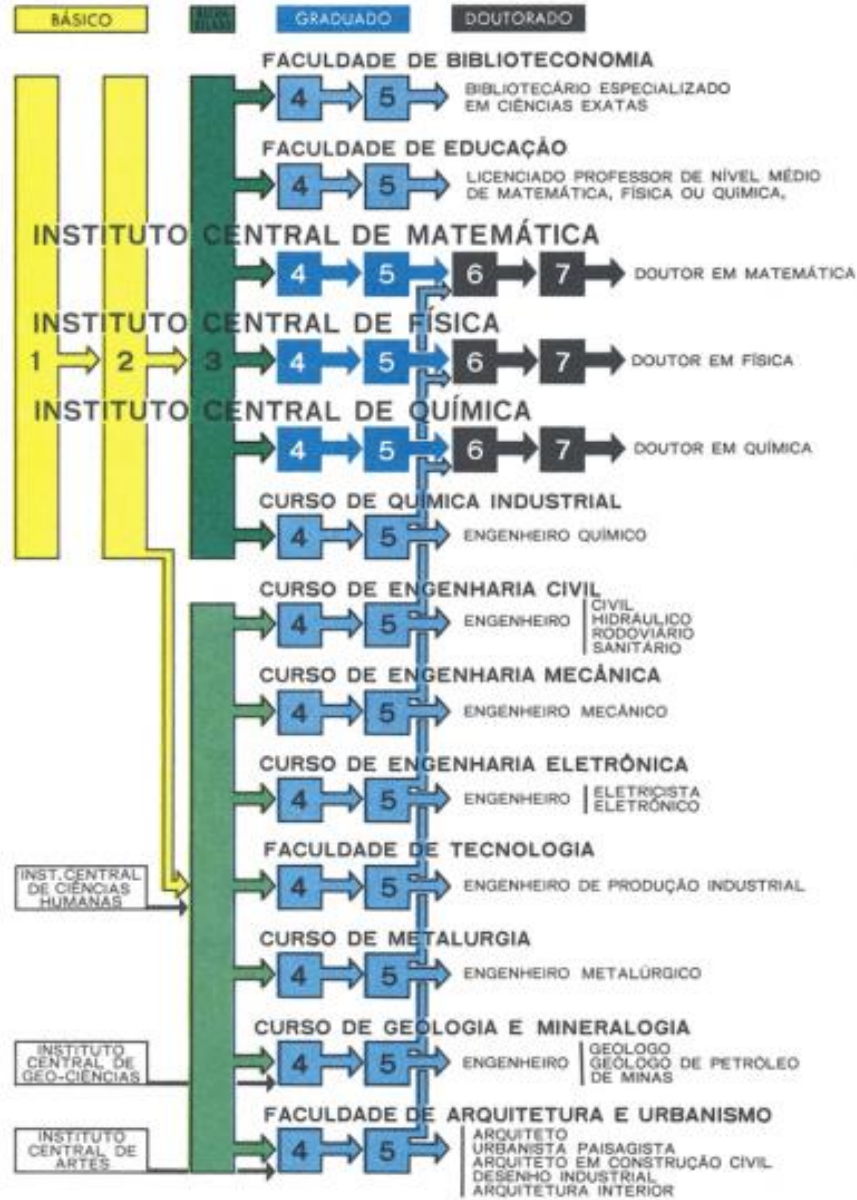 BÁSICO
BACHA-
RELADO
GRADUADO
DOUTORADO
FACULDADE DE BIBLIOTECONOMIA
4 5
BIBLIOTECÁRIO ESPECIALIZADO
EM CIÊNCIAS EXATAS
FACULDADE DE EDUCAÇÃO
4 5
LICENCIADO PROFESSOR DE NÍVEL MÉDIO
DE MATEMÁTICA, FÍSICA OU QUÍMICA.
INSTITUTO CENTRAL DE MATEMÁTICA
4 5 6 7 DOUTOR EM MATEMÁTICA
INSTITUTO CENTRAL DE FÍSICA
1 2 3 4 5 6 7 DOUTOR EM FÍSICA
INSTITUTO CENTRAL DE QUÍMICA
4 5 6 7 DOUTOR EM QUÍMICA
CURSO DE QUÍMICA INDUSTRIAL
4 5 ENGENHEIRO QUÍMICO
CURSO DE ENGENHARIA CIVIL
4 5 ENGENHEIRO
CIVIL
HIDRÁULICO
RODOVIÁRIO
SANITÁRIO
CURSO DE ENGENHARIA MECÂNICA
4 5 ENGENHEIRO MECÂNICO
CURSO DE ENGENHARIA ELETRÔNICA
4 5 ENGENHEIRO
ELETRICISTA
ELETRÔNICO
FACULDADE DE TECNOLOGIA
INST. CENTRAL
DE CIÊNCIAS
HUMANAS
4 5 ENGENHEIRO DE PRODUÇÃO INDUSTRIAL
CURSO DE METALURGIA
4 5 ENGENHEIRO METALÚRGICO
CURSO DE GEOLOGIA E MINERALOGIA
INSTITUTO
CENTRAL DE
GEO-CIÊNCIAS
4 5 ENGENHEIRO
GEÓLOGO
GEÓLOGO DE PETRÓLEO
DE MINAS
FACULDADE DE ARQUITETURA E URBANISMO
INSTITUTO
CENTRAL DE
ARTES
4 5
ARQUITETO
URBANISTA PAISAGISTA
ARQUITETO EM CONSTRUÇÃO CIVIL
DESENHO INDUSTRIAL
ARQUITETURA INTERIOR